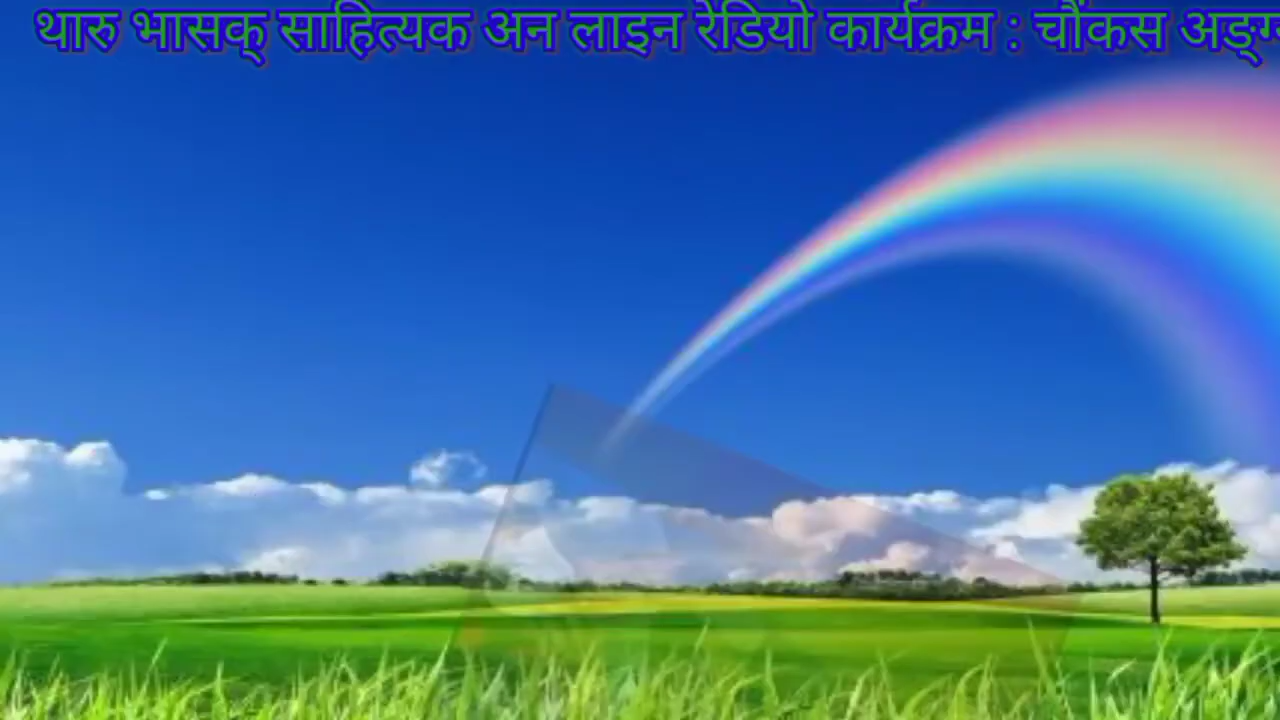 थारु भासक् साहित्यक अन लाइन रेडियो कार्यक्रम : चौंकस